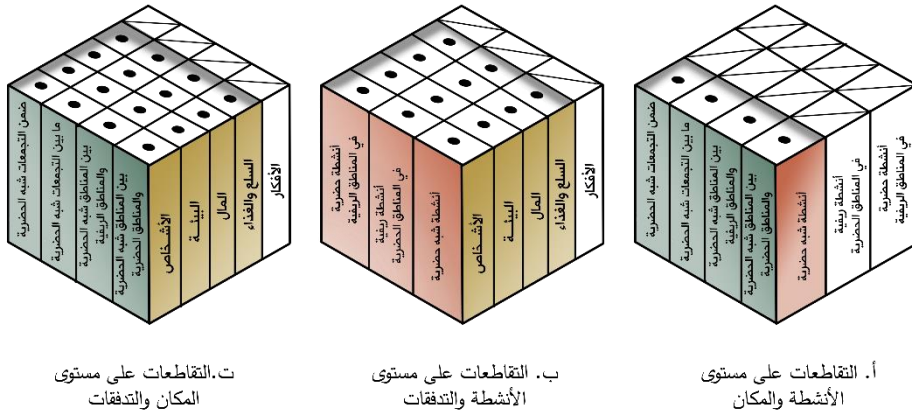 ضمن التجمعات شبه الحضرية
ما بين التجمعات شبه الحضرية
بين المناطق شبه الحضرية
والمناطق الريفية
بين المناطق شبه الحضرية
والمناطق الحضرية
أنشطة شبه حضرية
أنشطة ريفية
في المناطق الحضرية
أنشطة حضرية
في المناطق الريفية
أ. التقاطعات على مستوى
الأنشطة والمكان
أنشطة حضرية
في المناطق الريفية
أنشطة ريفية
في المناطق الحضرية
أنشطة شبه حضرية
الأشخاص
البيئة
المال
السلع والغذاء
الأفكار
ب. التقاطعات على مستوى
الأنشطة والتدفقات
ضمن التجمعات شبه الحضرية
ما بين التجمعات شبه الحضرية
بين المناطق شبه الحضرية
والمناطق الريفية
بين المناطق شبه الحضرية
والمناطق الحضرية
الأشخاص
البيئة
المال
السلع والغذاء
الأفكار
ت.التقاطعات على مستوى
المكان والتدفقات